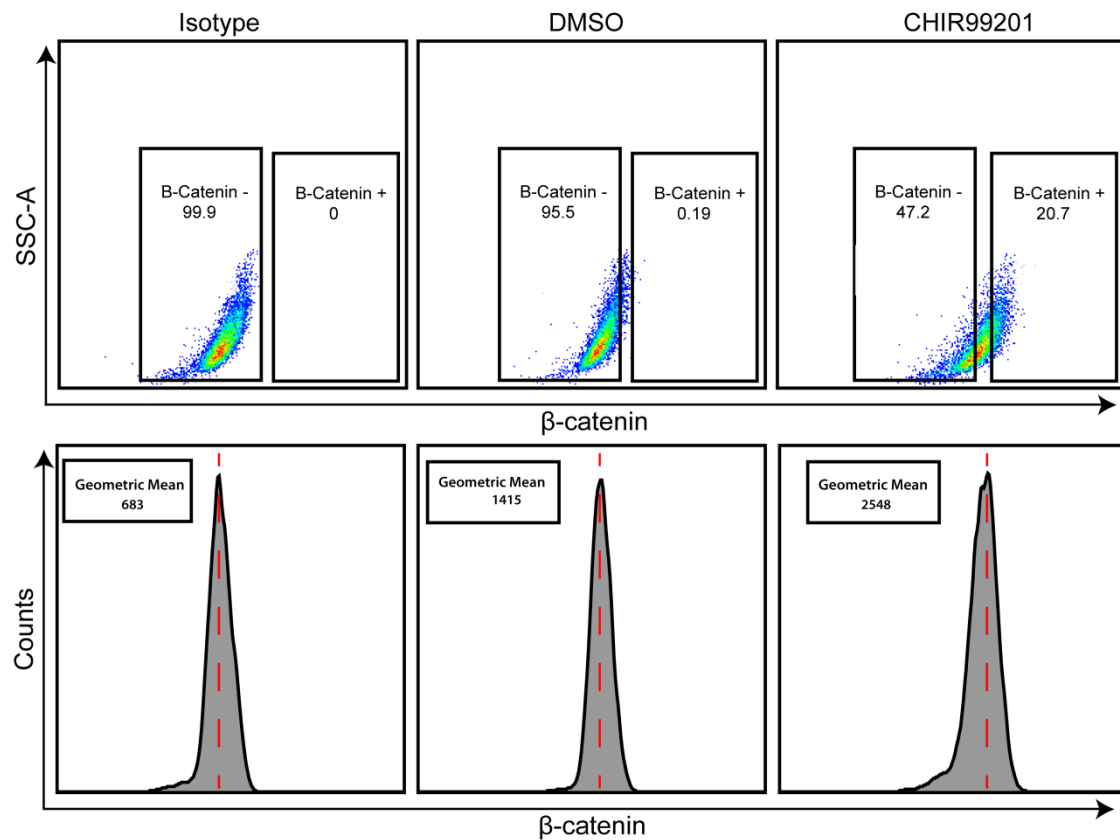 Isotype
DMSO
CHIR99201
SSC-A
B-Catenin -
99.9
B-Catenin +
0
B-Catenin -
95.5
B-Catenin +
0.19
B-Catenin -
47.2
B-Catenin +
20.7
β-catenin
Counts
Geometric Mean
683
Geometric Mean
1415
Geometric Mean
2548
β-catenin